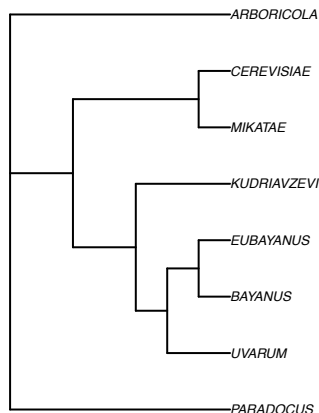 ARBORICOLA
CEREVISIAE
MIKATAE
KUDRIAVZEVI
EUBAYANUS
BAYANUS
UVARUM
PARADOCUS